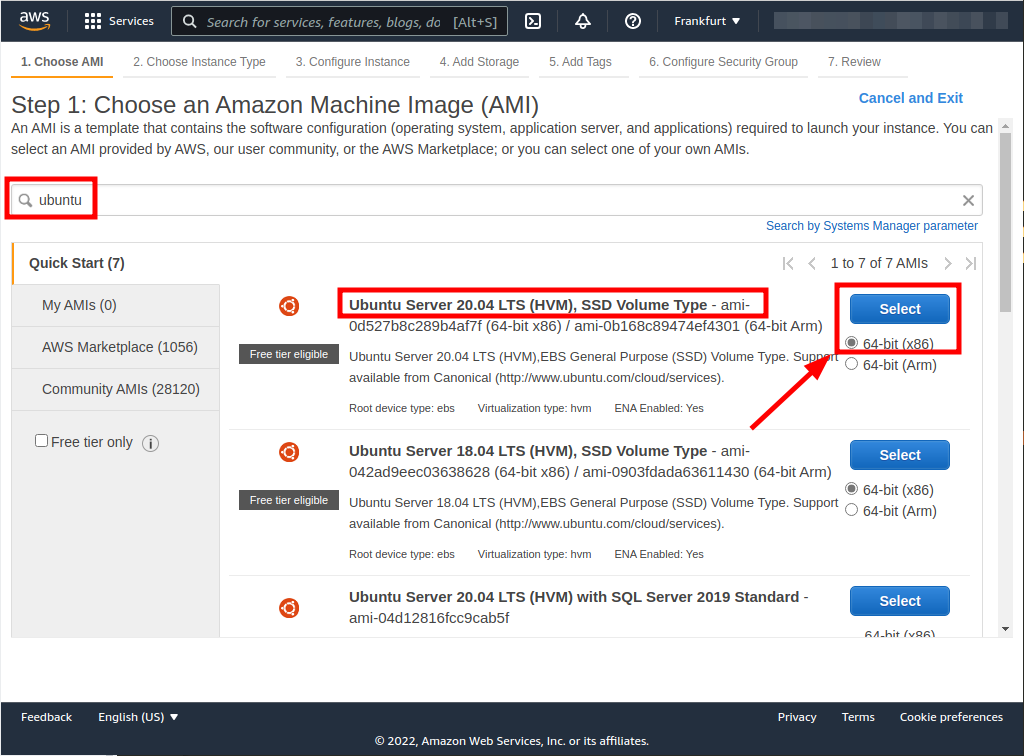 aws Services Search for services, features, blogs, do [Alt+S] Frankfurt
1. Choose AMI 2. Choose Instance Type 3. Configure Instance 4. Add Storage 5. Add Tags 6. Configure Security Group 7. Review
Step 1: Choose an Amazon Machine Image (AMI)
Cancel and Exit
An AMI is a template that contains the software configuration (operating system, application server, and applications) required to launch your instance. You can
select an AMI provided by AWS, our user community, or the AWS Marketplace; or you can select one of your own AMIs.
ubuntu
Search by Systems Manager parameter
Quick Start (7)
1 to 7 of 7 AMIs
My AMIs (0)
AWS Marketplace (1056)
Community AMIs (28120)
Free tier only
Ubuntu Server 20.04 LTS (HVM), SSD Volume Type - ami-
0d527b8c289b4af7f (64-bit x86) / ami-0b168c89474ef4301 (64-bit Arm)
Free tier eligible
Ubuntu Server 20.04 LTS (HVM),EBS General Purpose (SSD) Volume Type. Support
available from Canonical (http://www.ubuntu.com/cloud/services).
Root device type: ebs Virtualization type: hvm ENA Enabled: Yes
Select
64-bit (x86)
64-bit (Arm)
Ubuntu Server 18.04 LTS (HVM), SSD Volume Type - ami-
042ad9eec03638628 (64-bit x86) / ami-0903fdada63611430 (64-bit Arm)
Free tier eligible
Ubuntu Server 18.04 LTS (HVM),EBS General Purpose (SSD) Volume Type. Support
available from Canonical (http://www.ubuntu.com/cloud/services).
Root device type: ebs Virtualization type: hvm ENA Enabled: Yes
Select
64-bit (x86)
64-bit (Arm)
Ubuntu Server 20.04 LTS (HVM) with SQL Server 2019 Standard -
ami-04d12816fcc9cab5f
Select
64-bit (x86)
Feedback English (US) Privacy Terms Cookie preferences
© 2022, Amazon Web Services, Inc. or its affiliates.